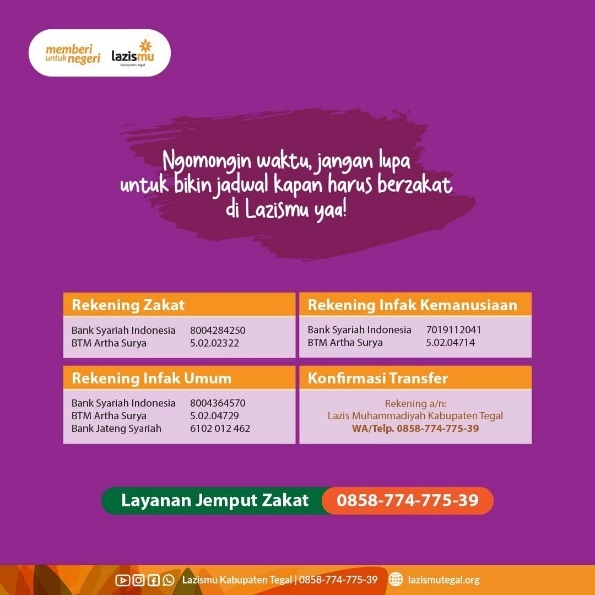 memberi
untuk negeri
lazismu
kabupaten tegal
Ngomongin waktu, jangan lupa
untuk bikin jadwal kapan harus berzakat
di Lazismu yaa!
Rekening Zakat
Bank Syariah Indonesia 8004284250
BTM Artha Surya 5.02.02322
Rekening Infak Kemanusiaan
Bank Syariah Indonesia 7019112041
BTM Artha Surya 5.02.04714
Rekening Infak Umum
Bank Syariah Indonesia 8004364570
BTM Artha Surya 5.02.04729
Bank Jateng Syariah 6102 012 462
Konfirmasi Transfer
Rekening a/n:
Lazis Muhammadiyah Kabupaten Tegal
WA/Telp. 0858-774-775-39
Layanan Jemput Zakat 0858-774-775-39
Lazismu Kabupaten Tegal | 0858-774-775-39 lazismutegal.org